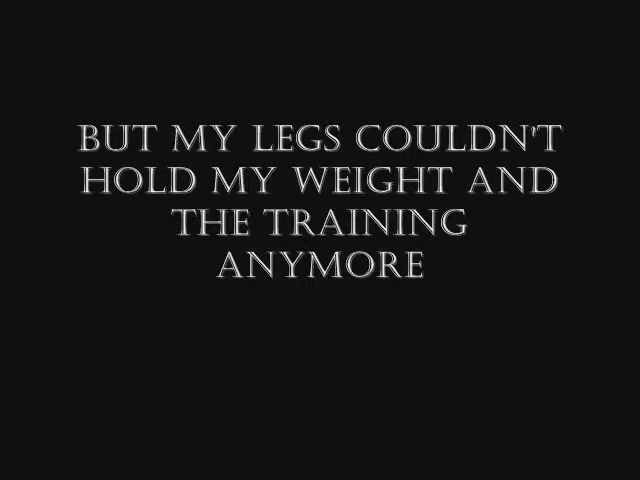 BUT MY LEGS COULDN'T
HOLD MY WEIGHT AND
THE TRAINING
ANYMORE